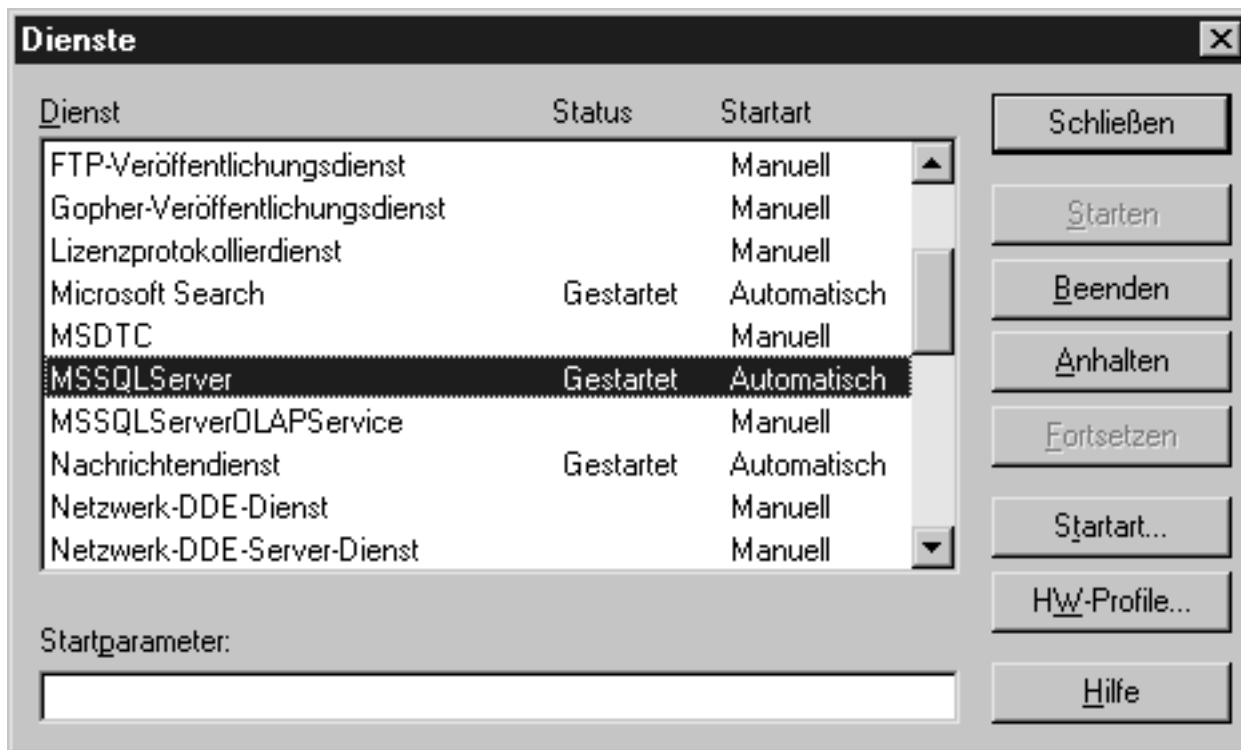 Dienste
Dienst Status Startart
FTP-Veröffentlichungsdienst Manuell
Gopher-Veröffentlichungsdienst Manuell
Lizenzprotokollierdienst Manuell
Microsoft Search Gestartet Automatisch
MSDTC Manuell
MSSQLServer Gestartet Automatisch
MSSQLServerOLAPService Manuell
Nachrichtendienst Gestartet Automatisch
Netzwerk-DDE-Dienst Manuell
Netzwerk-DDE-Server-Dienst Manuell
Startparameter:
Schließen
Starten
Beenden
Anhalten
Fortsetzen
Startart...
HW-Profile...
Hilfe